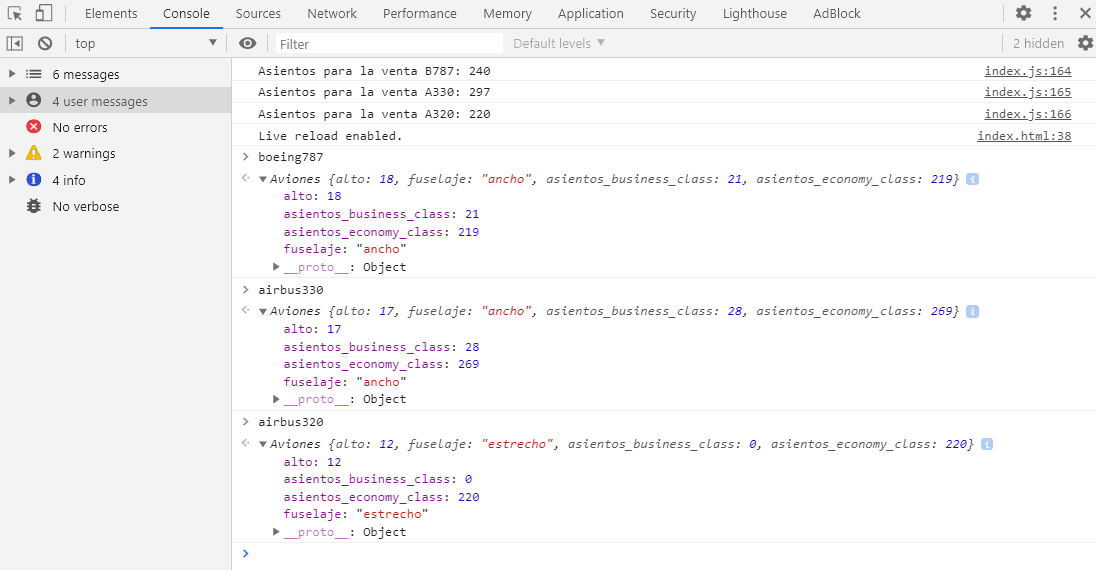 Elements Console Sources Network Performance Memory Application Security Lighthouse AdBlock
top Filter Default levels 2 hidden
6 messages
4 user messages
No errors
2 warnings
4 info
No verbose
Asientos para la venta B787: 240 index.js:164
Asientos para la venta A330: 297 index.js:165
Asientos para la venta A320: 220 index.js:166
Live reload enabled. index.html:38
boeing787
Aviones {alto: 18, fuselaje: "ancho", asientos_business_class: 21, asientos_economy_class: 219}
alto: 18
asientos_business_class: 21
asientos_economy_class: 219
fuselaje: "ancho"
__proto__: Object
airbus330
Aviones {alto: 17, fuselaje: "ancho", asientos_business_class: 28, asientos_economy_class: 269}
alto: 17
asientos_business_class: 28
asientos_economy_class: 269
fuselaje: "ancho"
__proto__: Object
airbus320
Aviones {alto: 12, fuselaje: "estrecho", asientos_business_class: 0, asientos_economy_class: 220}
alto: 12
asientos_business_class: 0
asientos_economy_class: 220
fuselaje: "estrecho"
__proto__: Object